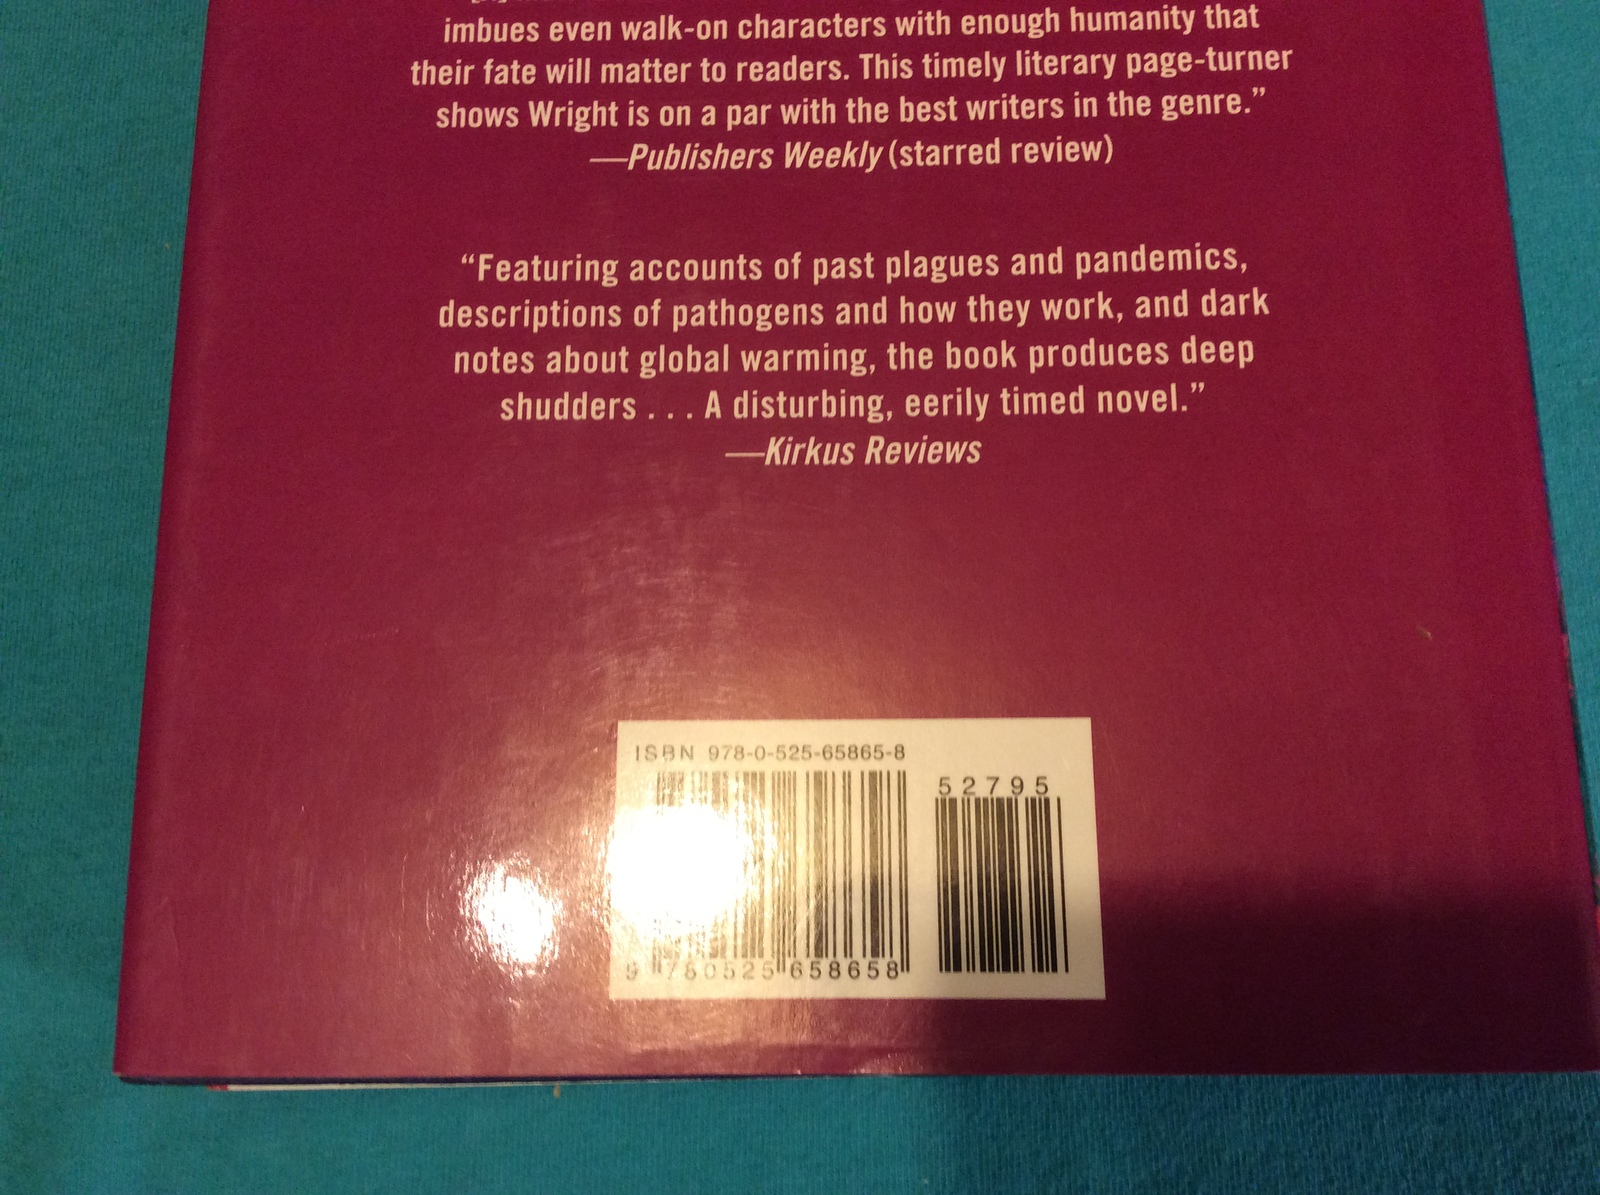 imbues even walk-on characters with enough humanity that
their fate will matter to readers. This timely literary page-turner
shows Wright is on a par with the best writers in the genre.”
—Publishers Weekly (starred review)
“Featuring accounts of past plagues and pandemics,
descriptions of pathogens and how they work, and dark
notes about global warming, the book produces deep
shudders . . . A disturbing, eerily timed novel.”
—Kirkus Reviews
ISBN 978-0-525-65865-8
52795
9 780525 658658